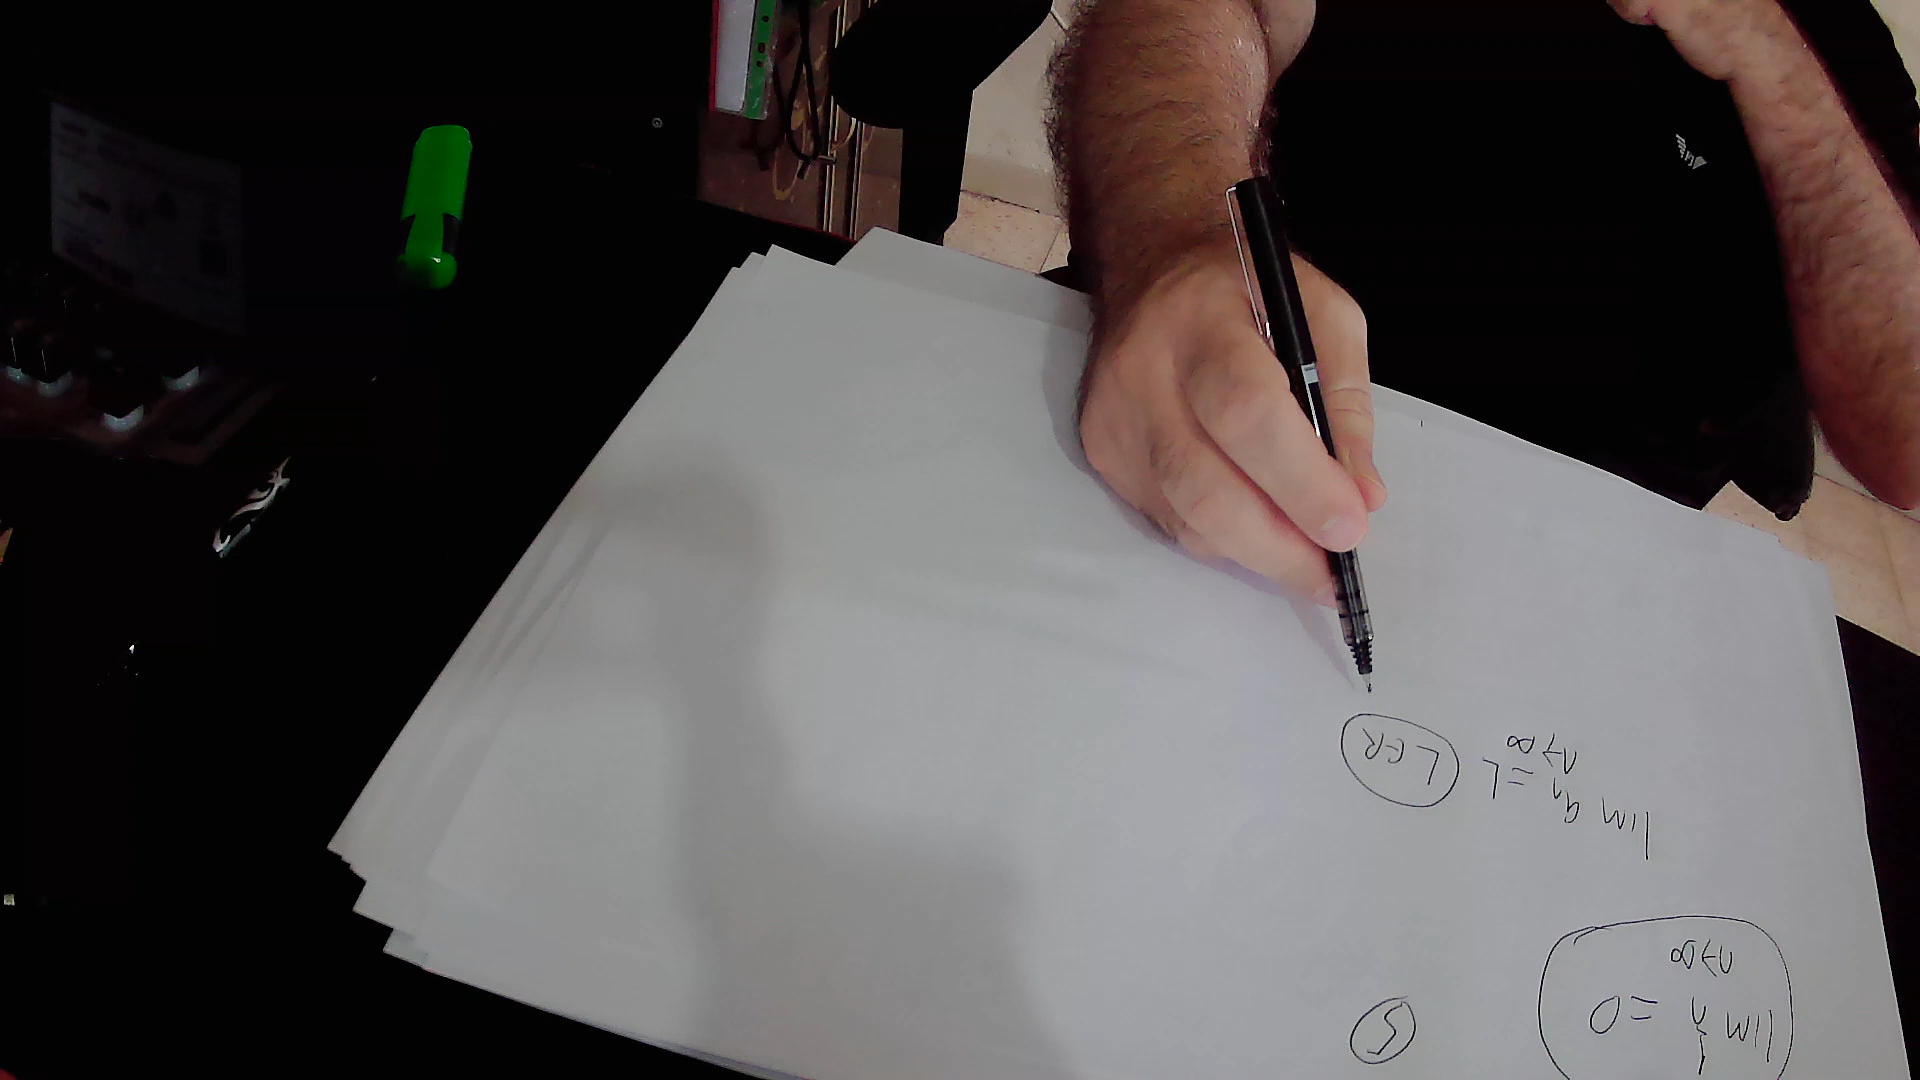 lim 1/n = 0 5
n→∞
lim aₙ = L L∈R
n→∞